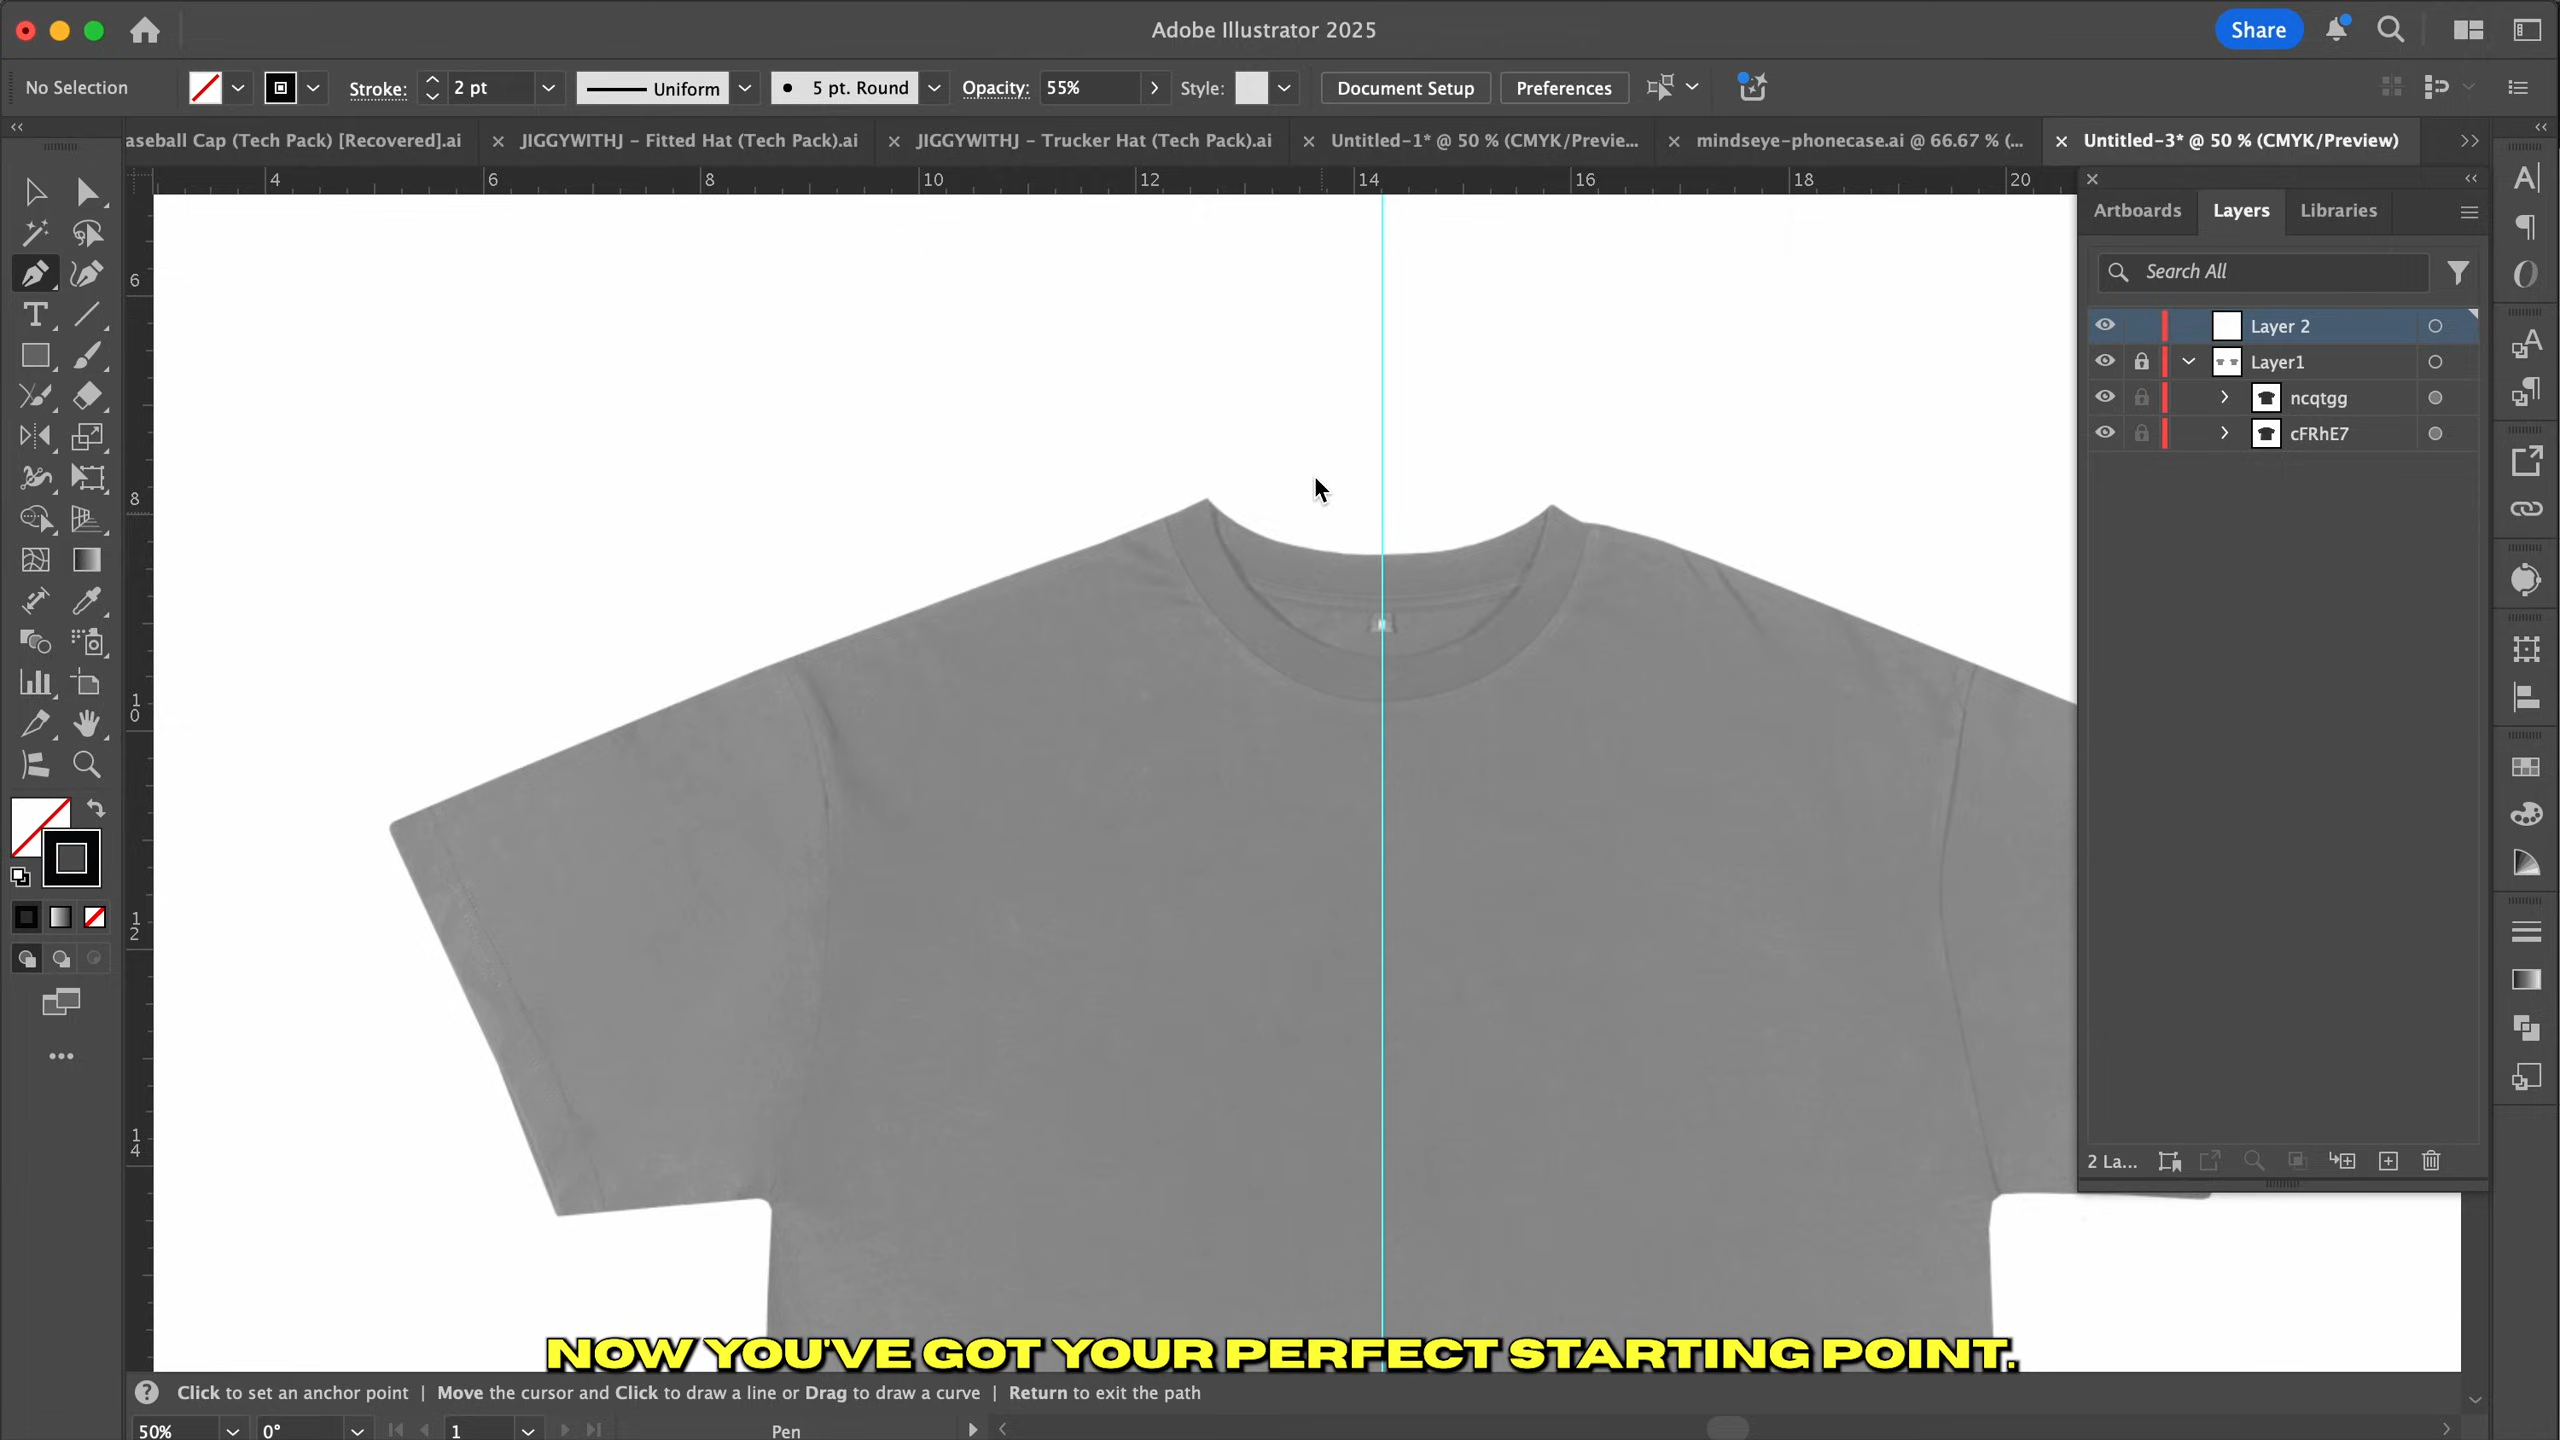 Adobe Illustrator 2025
Share
No Selection
Stroke:
2 pt
Uniform
5 pt. Round
Opacity:
55%
Style:
Document Setup
Preferences
aseball Cap (Tech Pack) [Recovered].ai
JIGGYWITHJ – Fitted Hat (Tech Pack).ai
JIGGYWITHJ – Trucker Hat (Tech Pack).ai
Untitled-1* @ 50 % (CMYK/Previe...
mindseye-phonecase.ai @ 66.67 % (...
Untitled-3* @ 50 % (CMYK/Preview)
4 6 8 10 12 14 16 18 20
Artboards
Layers
Libraries
Search All
Layer 2
Layer1
ncqtgg
cFRhE7
6
8
10
12
14
2 La...
NOW YOU'VE GOT YOUR PERFECT STARTING POINT.
Click to set an anchor point | Move the cursor and Click to draw a line or Drag to draw a curve | Return to exit the path
50%
0°
1
Pen